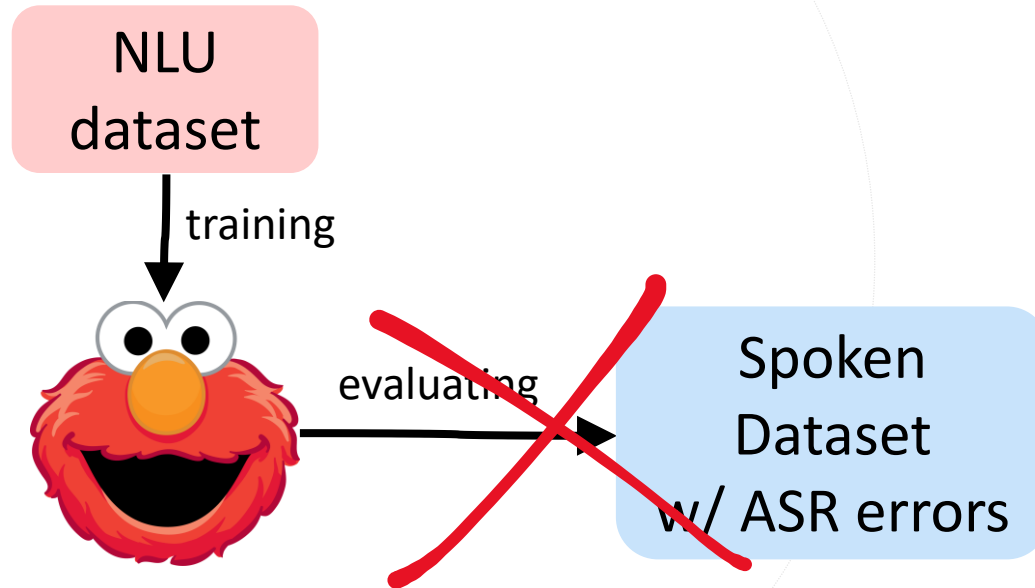 NLU
dataset
training
evaluating
Spoken
Dataset
w/ ASR errors